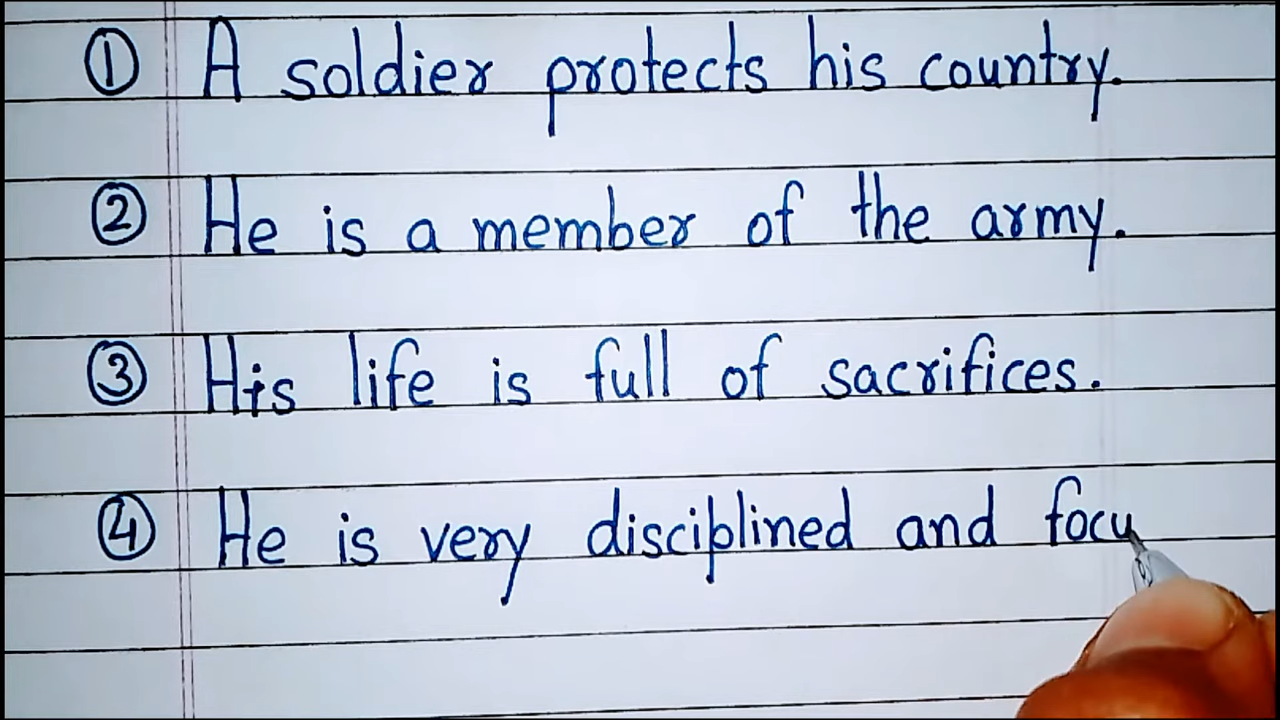 ① A soldier protects his country.
② He is a member of the army.
③ His life is full of sacrifices.
④ He is very disciplined and focu